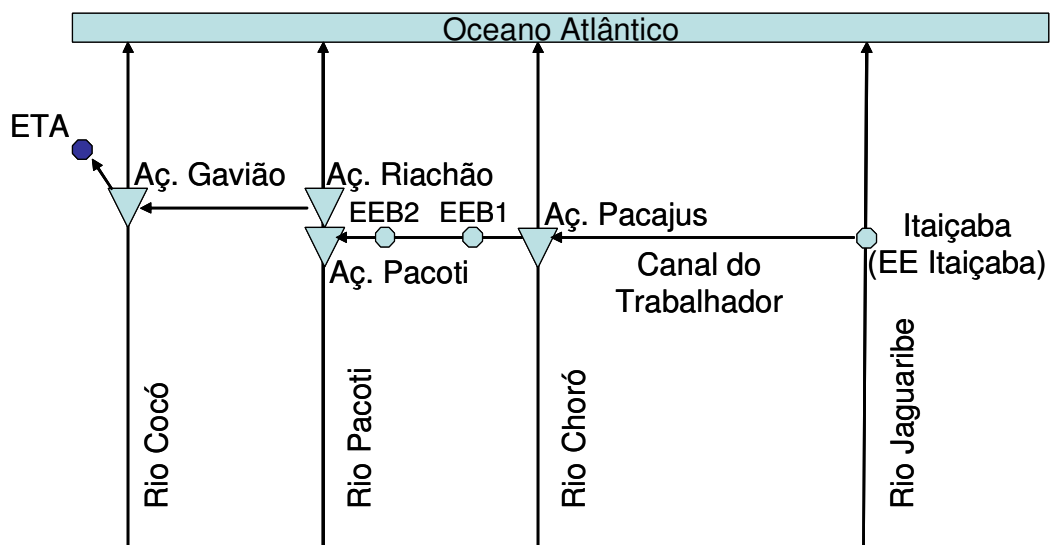 Oceano Atlântico
ETA
Aç. Gavião
Aç. Riachão
EEB2
EEB1
Aç. Pacajus
Itaiçaba
(EE Itaiçaba)
Aç. Pacoti
Canal do
Trabalhador
Rio Cocó
Rio Pacoti
Rio Choró
Rio Jaguaribe